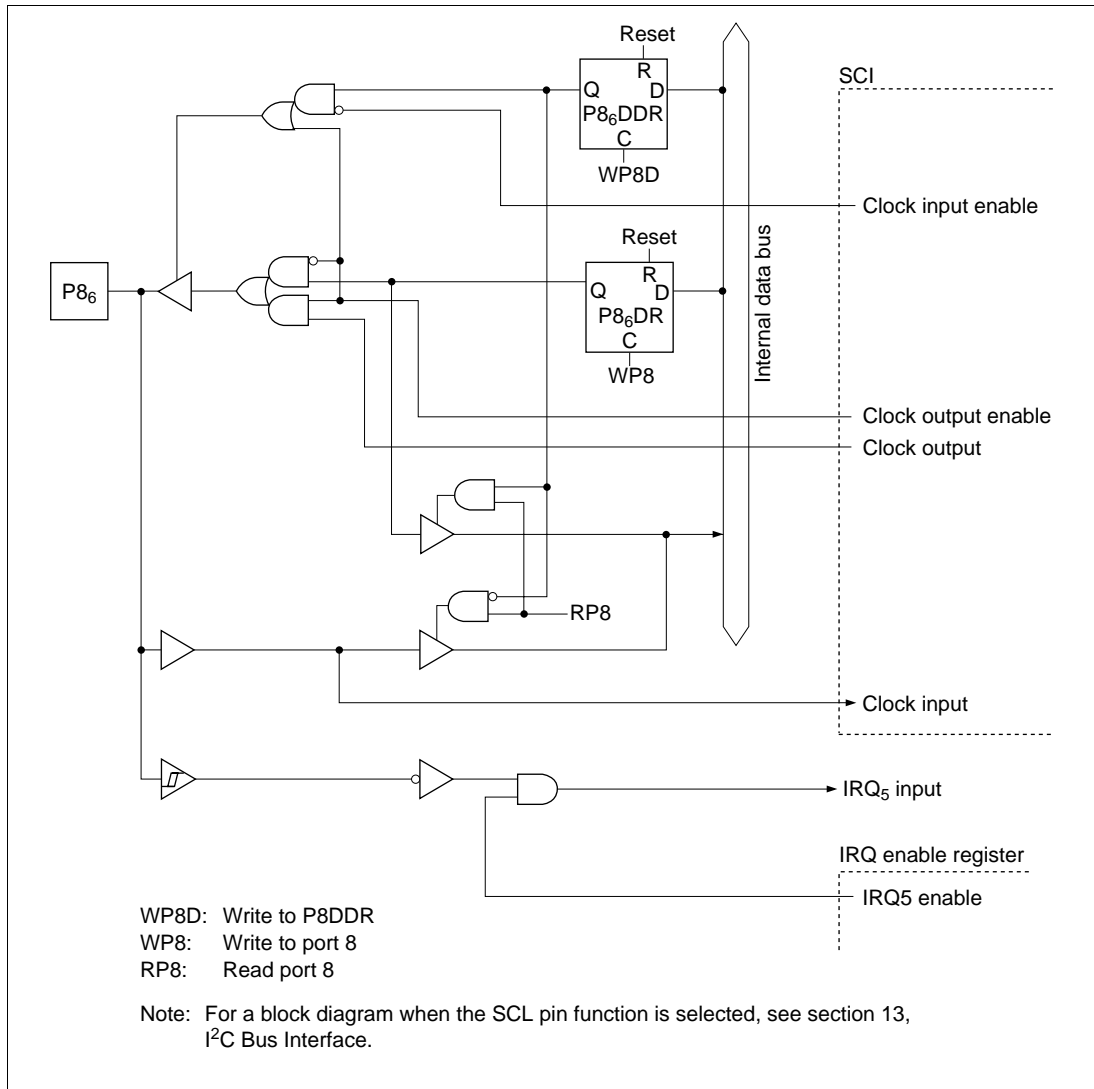 Reset
SCI
R
Q D
P8₆DDR
C
WP8D
Clock input enable
Reset
R
P8₆
Q D
P8₆DR
C
WP8
Internal data bus
Clock output enable
Clock output
RP8
Clock input
IRQ₅ input
IRQ enable register
IRQ5 enable
WP8D: Write to P8DDR
WP8: Write to port 8
RP8: Read port 8
Note: For a block diagram when the SCL pin function is selected, see section 13,
I²C Bus Interface.